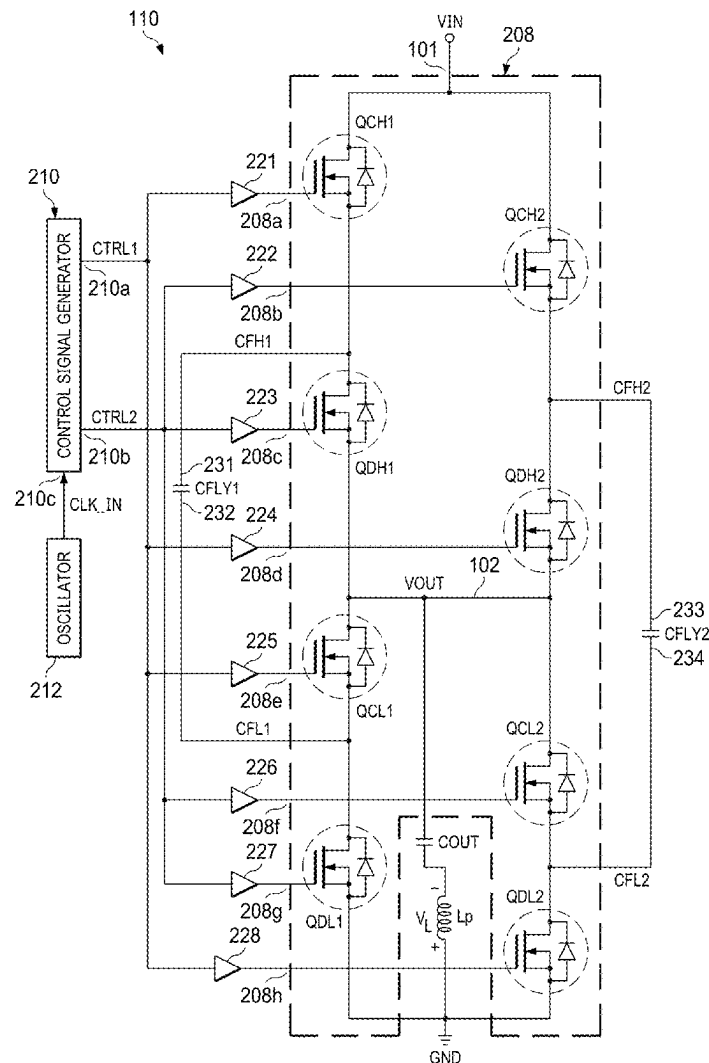 110
VIN
101
208
QCH1
221
208a
210
CTRL1
210a
QCH2
222
208b
CONTROL SIGNAL GENERATOR
CFH1
CFH2
CTRL2
210b
223
208c
QDH1
231
CFLY1
232
210c
CLK_IN
QDH2
224
208d
OSCILLATOR
212
VOUT
102
233
CFLY2
234
225
208e
QCL1
CFL1
QCL2
226
208f
COUT
227
208g
QDL1
CFL2
VL
-
+
Lp
QDL2
228
208h
GND